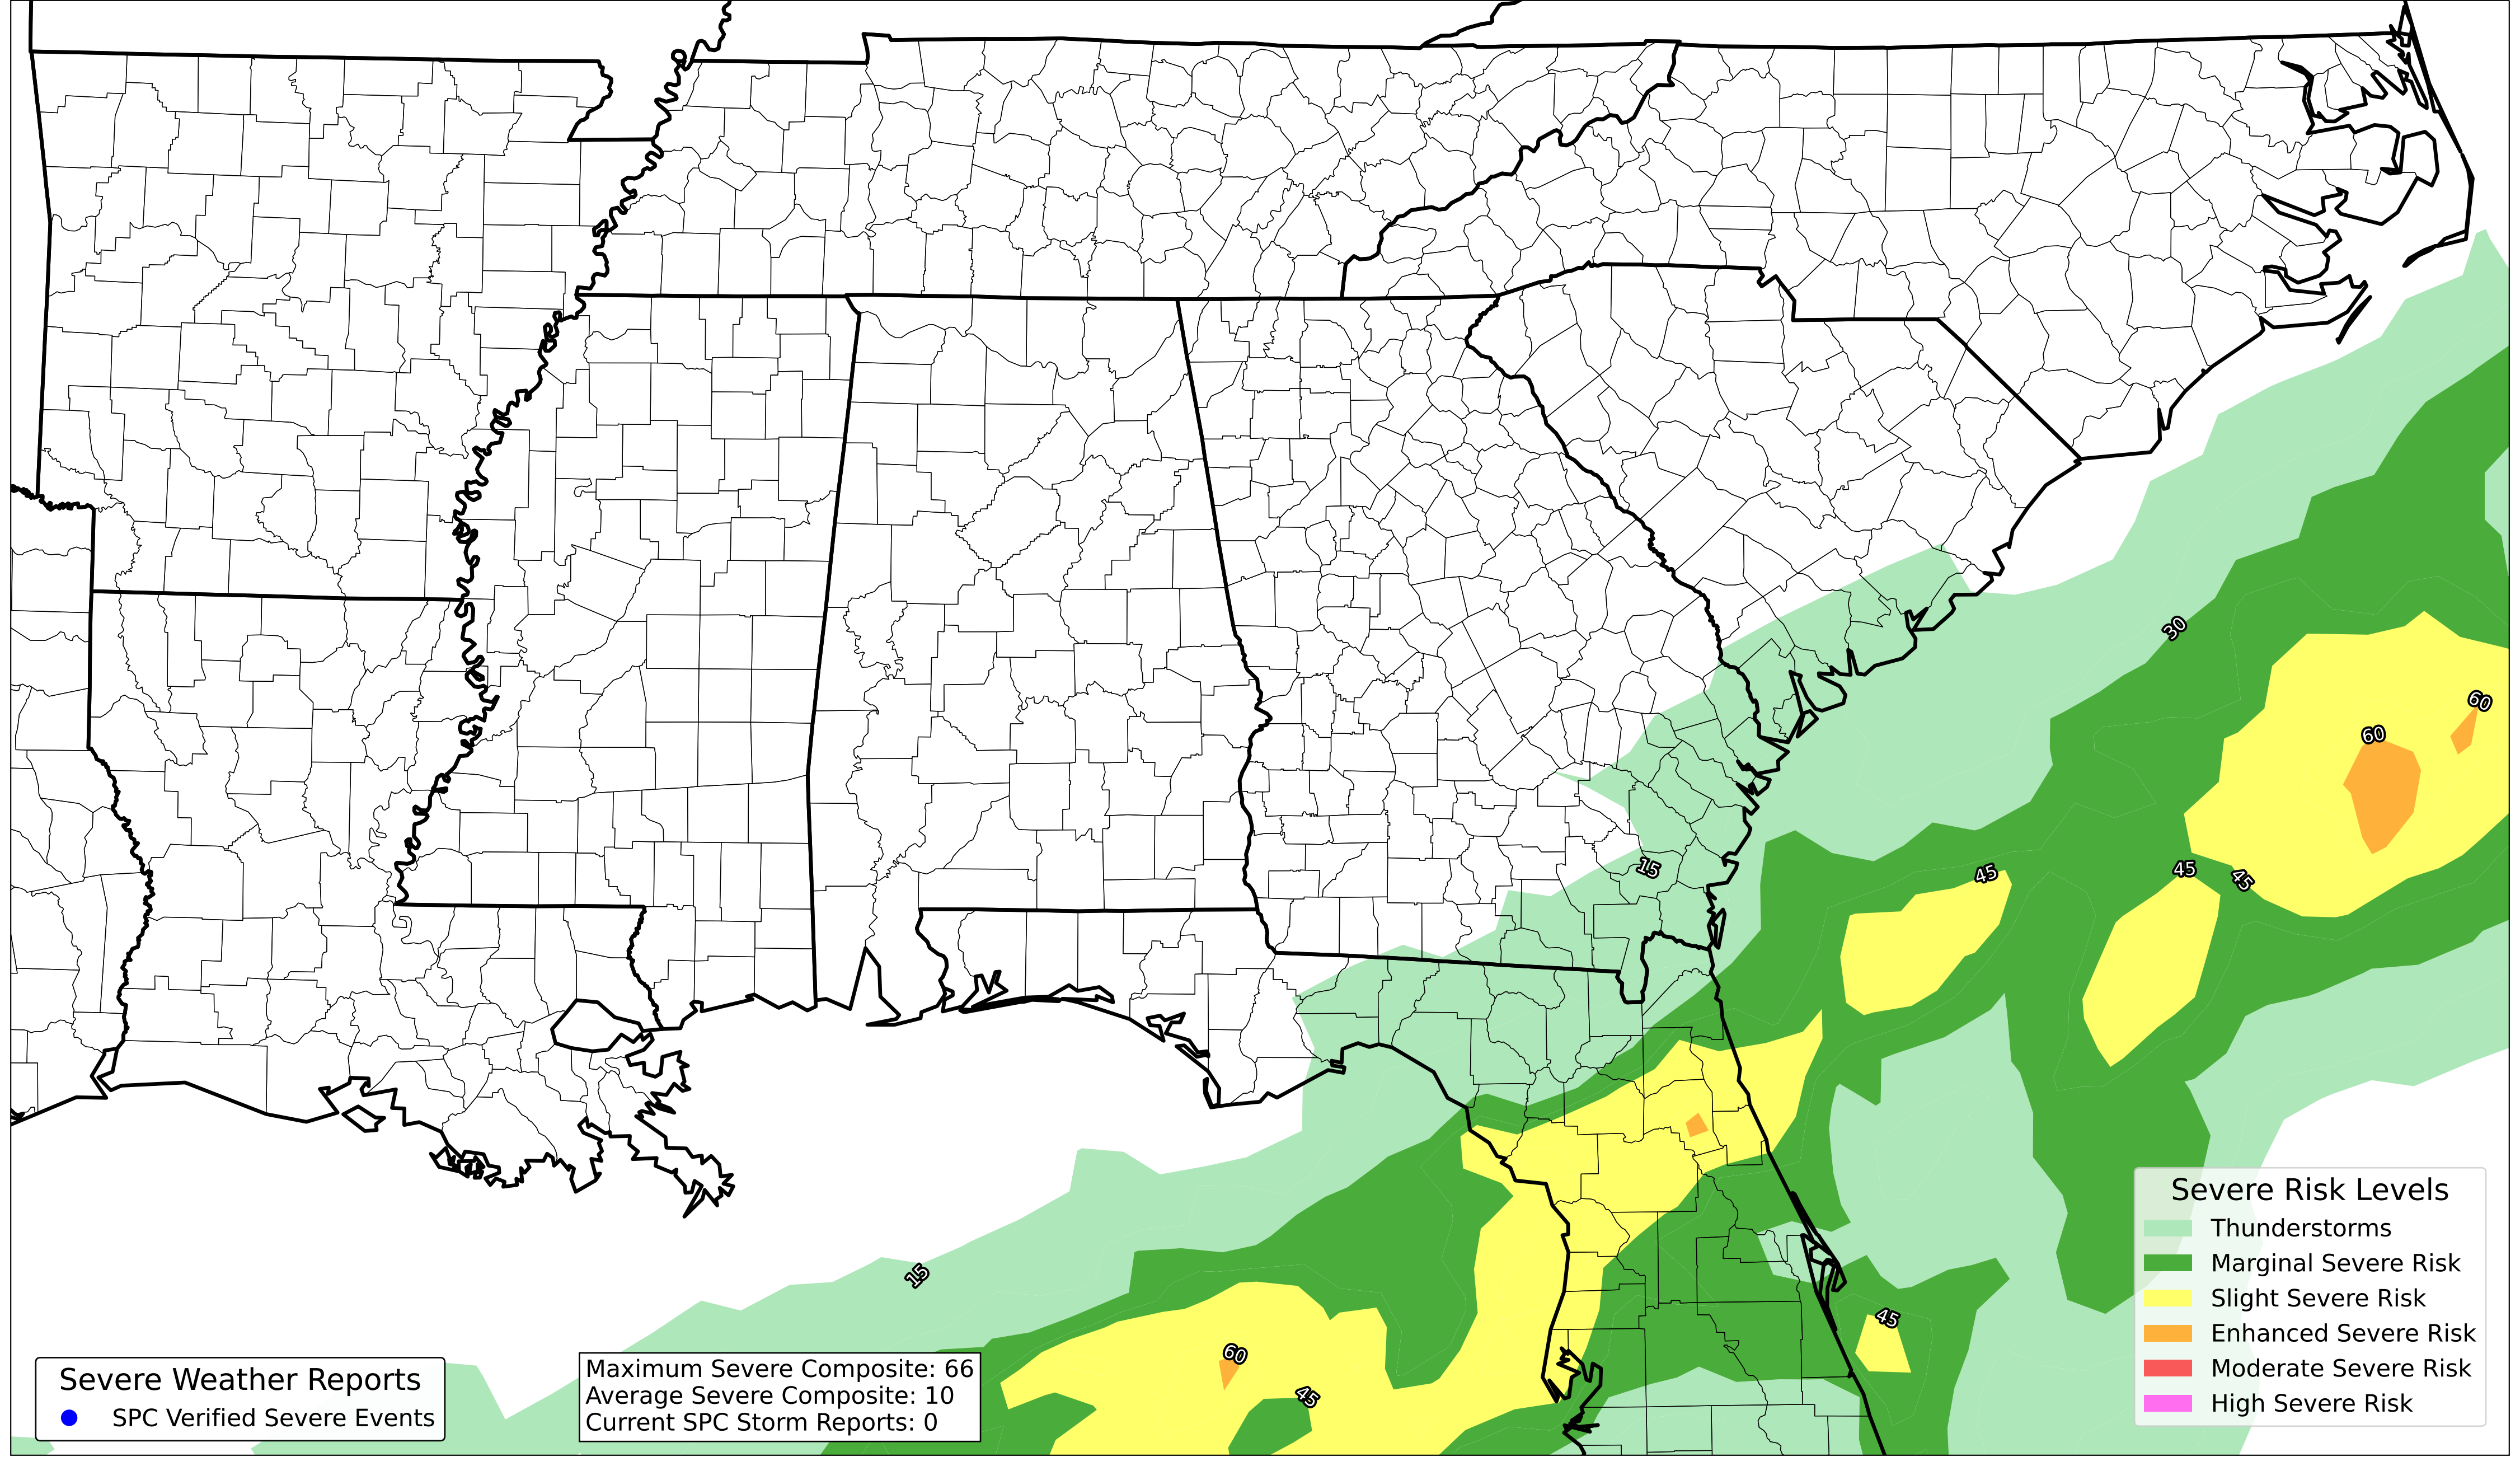 30
60
60
45
45
45
15
45
15
60
45
Severe Risk Levels
Thunderstorms
Marginal Severe Risk
Slight Severe Risk
Enhanced Severe Risk
Moderate Severe Risk
High Severe Risk
Severe Weather Reports
SPC Verified Severe Events
Maximum Severe Composite: 66
Average Severe Composite: 10
Current SPC Storm Reports: 0